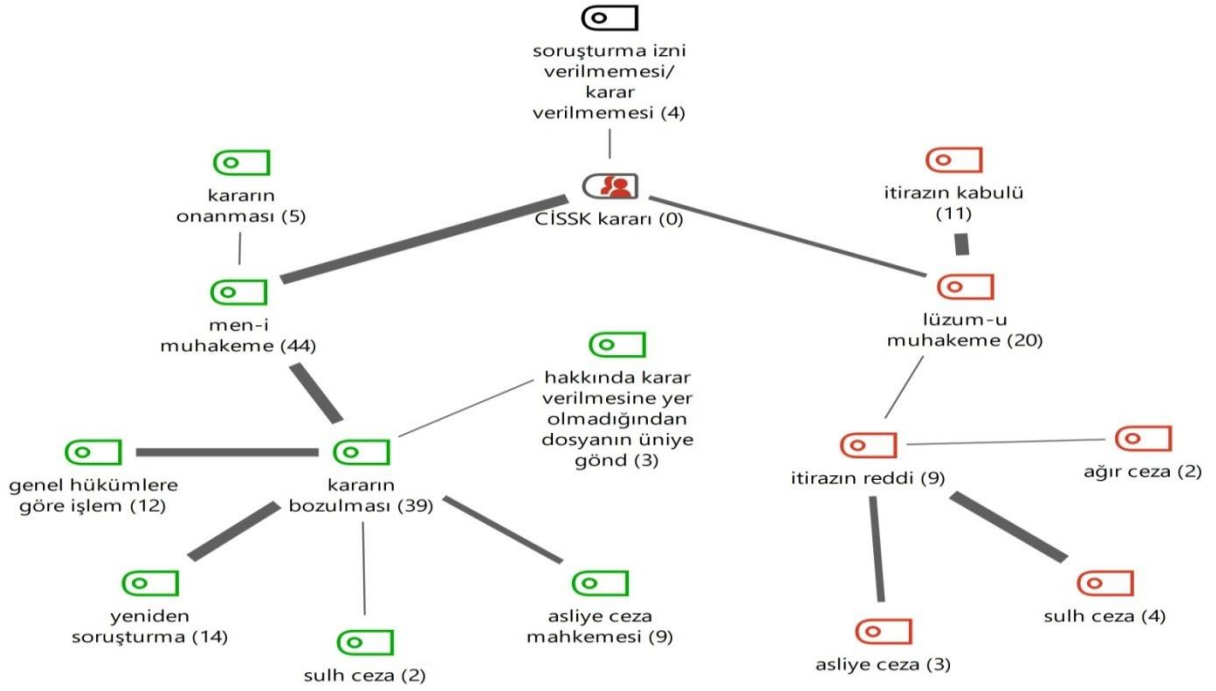 soruşturma izni
verilmemesi/
karar
verilmemesi (4)
kararın
onanması (5)
CİSSK kararı (0)
itirazın kabulü
(11)
men-i
muhakeme (44)
lüzum-u
muhakeme (20)
hakkında karar
verilmesine yer
olmadığından
dosyanın üniye
gönd (3)
genel hükümlere
göre işlem (12)
kararın
bozulması (39)
itirazın reddi (9)
ağır ceza (2)
yeniden
soruşturma (14)
sulh ceza (2)
asliye ceza
mahkemesi (9)
asliye ceza (3)
sulh ceza (4)